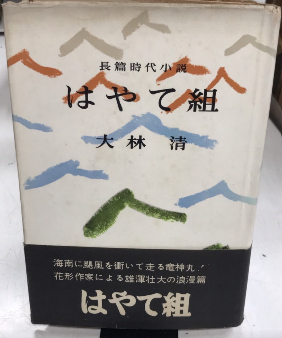 長篇時代小説
はやて組
大林 清
海南に颶風を衝いて走る竜神丸!
花形作家による雄渾壮大の浪漫篇
はやて組